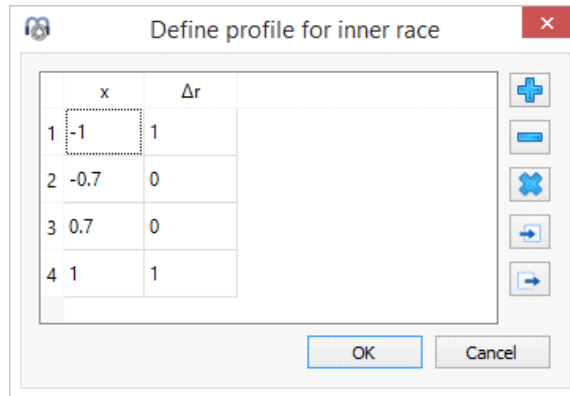 Define profile for inner race
x Δr
1 -1 1
2 -0.7 0
3 0.7 0
4 1 1
OK Cancel